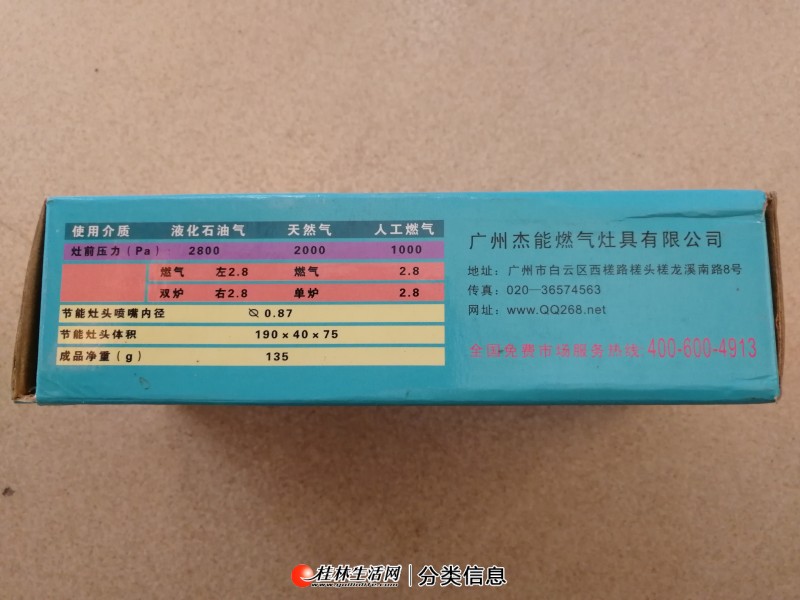 使用介质 液化石油气 天然气 人工燃气
灶前压力(Pa) 2800 2000 1000
燃气 左2.8 燃气 2.8
双炉 右2.8 单炉 2.8
节能灶头喷嘴内径 ∅ 0.87
节能灶头体积 190×40×75
成品净重(g) 135
广州杰能燃气灶具有限公司
地址：广州市白云区西槎路槎头槎龙溪南路8号
传真：020—36574563
网址：www.QQ268.net
全国免费市场服务热线:400-600-4913
桂林生活网 | 分类信息
www.guilinlife.com